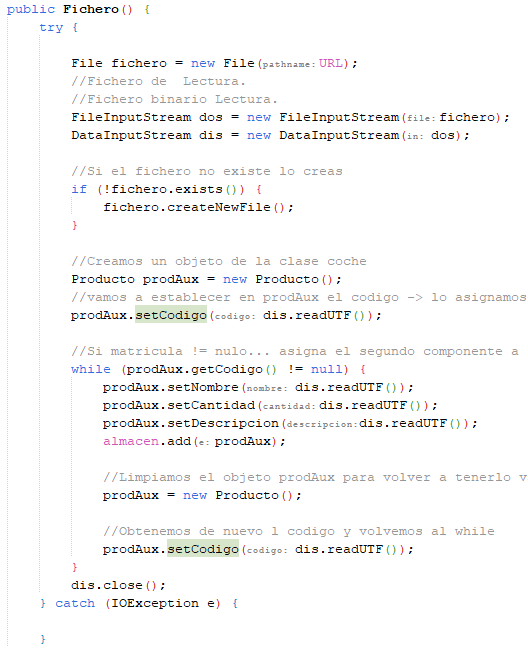 public Fichero() {
try {
File fichero = new File(pathname: URL);
//Fichero de  Lectura.
//Fichero binario Lectura.
FileInputStream dos = new FileInputStream(file: fichero);
DataInputStream dis = new DataInputStream(in: dos);
//Si el fichero no existe lo creas
if (!fichero.exists()) {
fichero.createNewFile();
}
//Creamos un objeto de la clase coche
Producto prodAux = new Producto();
//vamos a establecer en prodAux el codigo -> lo asignamos
prodAux.setCodigo(codigo: dis.readUTF());
//Si matricula != nulo... asigna el segundo componente a
while (prodAux.getCodigo() != null) {
prodAux.setNombre(nombre: dis.readUTF());
prodAux.setCantidad(cantidad: dis.readUTF());
prodAux.setDescripcion(descripcion: dis.readUTF());
almacen.add(e: prodAux);
//Limpiamos el objeto prodAux para volver a tenerlo v
prodAux = new Producto();
//Obtenemos de nuevo l codigo y volvemos al while
prodAux.setCodigo(codigo: dis.readUTF());
}
dis.close();
} catch (IOException e) {
}